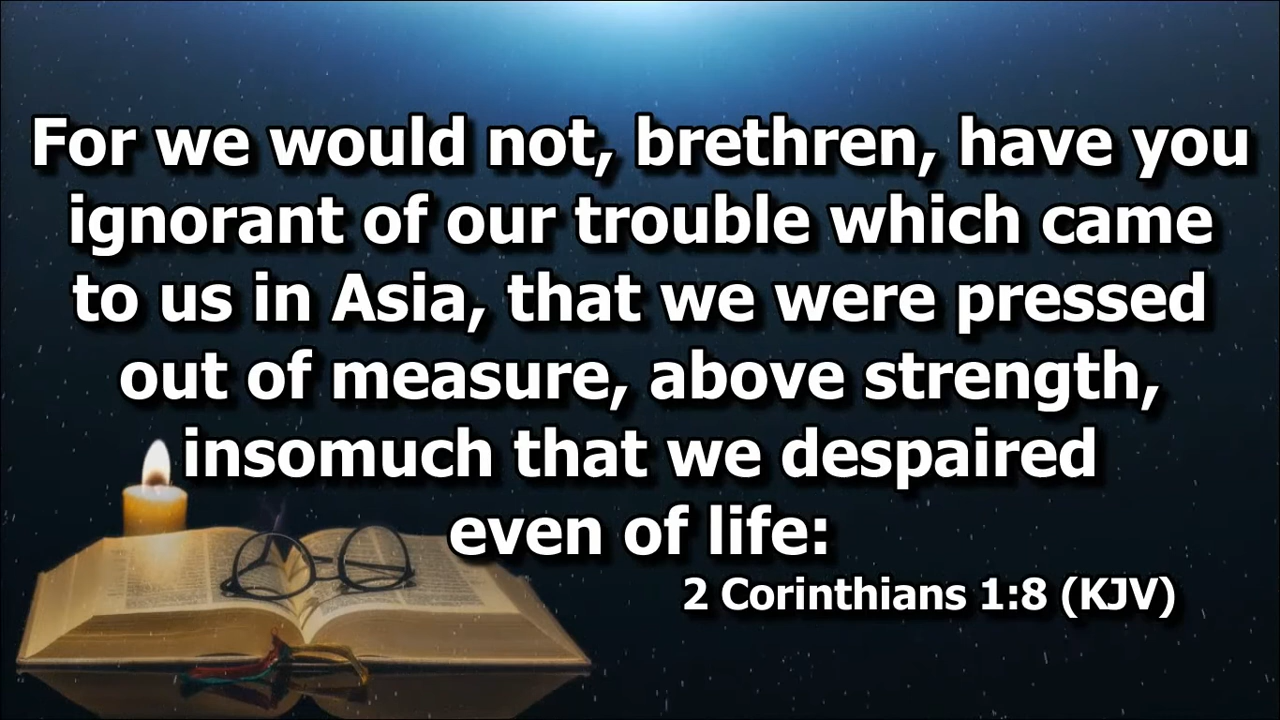 For we would not, brethren, have you
ignorant of our trouble which came
to us in Asia, that we were pressed
out of measure, above strength,
insomuch that we despaired
even of life:
2 Corinthians 1:8 (KJV)